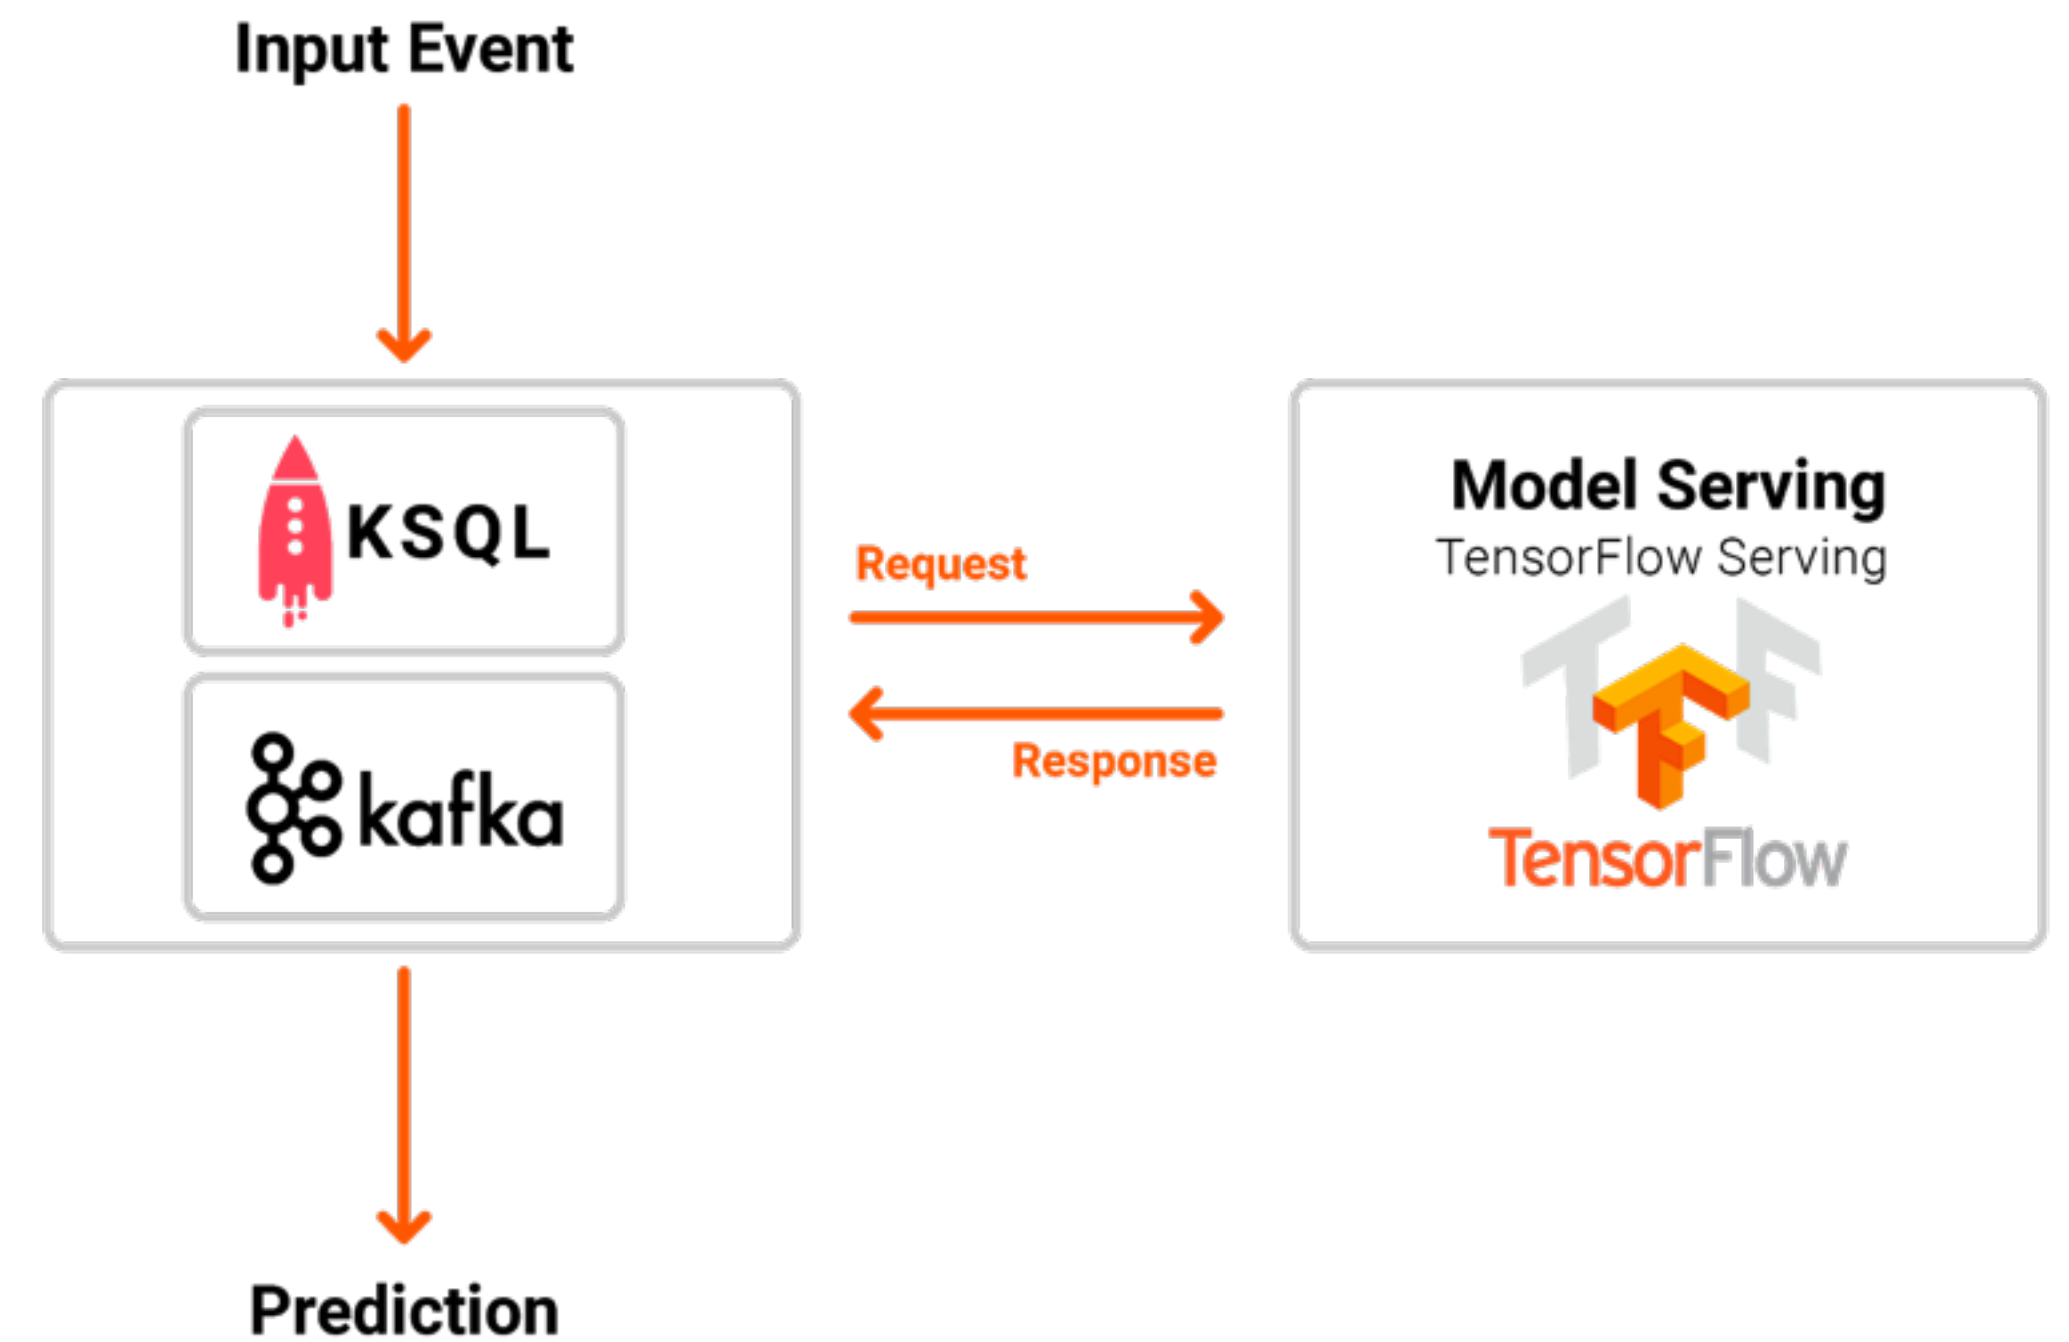 Input Event
KSQL
kafka
Request
Response
Model Serving
TensorFlow Serving
TensorFlow
Prediction